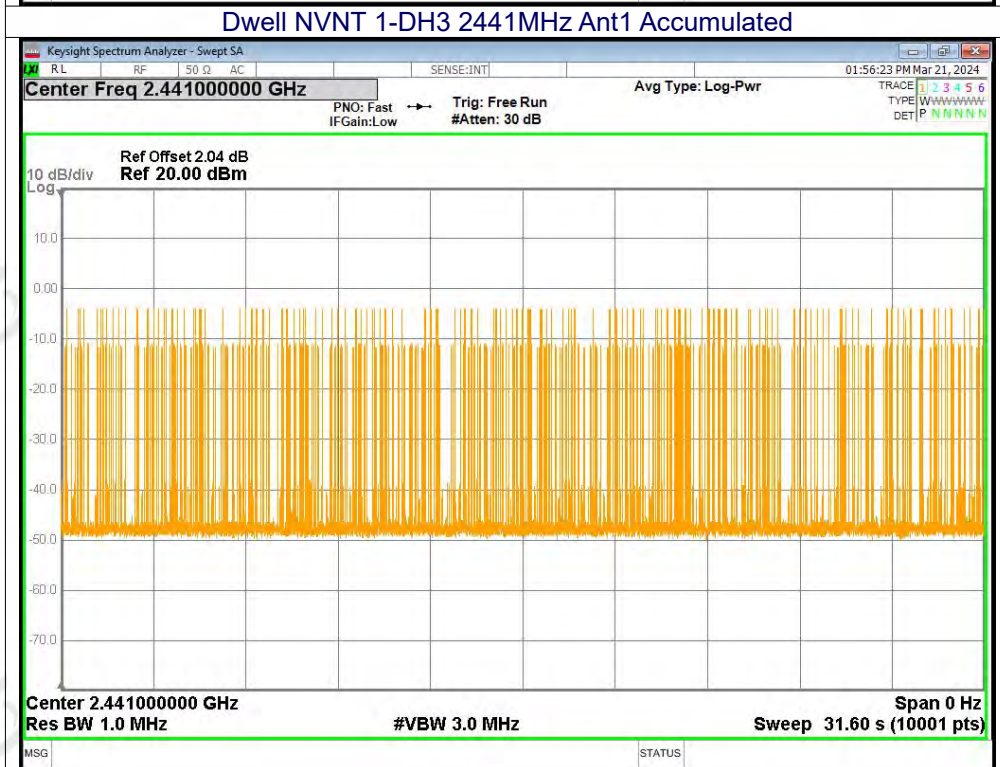 Dwell NVNT 1-DH3 2441MHz Ant1 Accumulated
Keysight Spectrum Analyzer - Swept SA
LXI RL RF 50 Ω AC SENSE:INT 01:56:23 PM Mar 21, 2024
Center Freq 2.441000000 GHz Avg Type: Log-Pwr TRACE 1 2 3 4 5 6
PNO: Fast Trig: Free Run TYPE WWWWWWW
IFGain:Low #Atten: 30 dB DET P N N N N N
Ref Offset 2.04 dB
10 dB/div Ref 20.00 dBm
Log
10.0
0.00
-10.0
-20.0
-30.0
-40.0
-50.0
-60.0
-70.0
Center 2.441000000 GHz Span 0 Hz
Res BW 1.0 MHz #VBW 3.0 MHz Sweep 31.60 s (10001 pts)
MSG STATUS